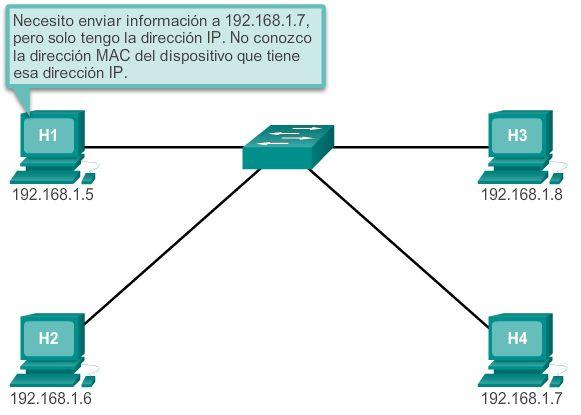 Necesito enviar información a 192.168.1.7,
pero solo tengo la dirección IP. No conozco
la dirección MAC del dispositivo que tiene
esa dirección IP.
H1
192.168.1.5
H3
192.168.1.8
H2
192.168.1.6
H4
192.168.1.7